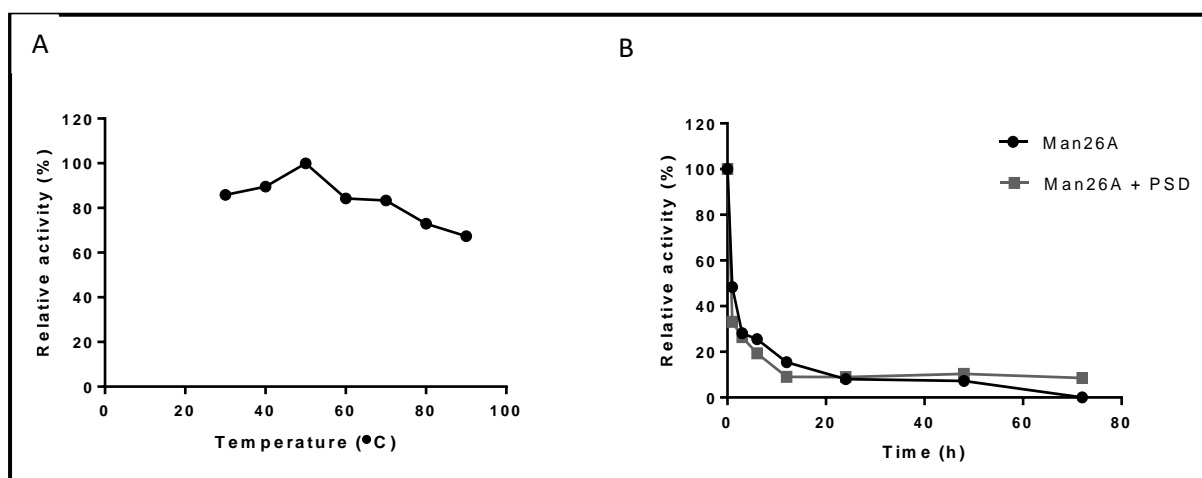 A
120
100
80
60
40
20
0
0 20 40 60 80 100
Relative activity (%)
Temperature (°C)
B
120
100
80
60
40
20
0
0 20 40 60 80
Relative activity (%)
Time (h)
Man26A
Man26A + PSD